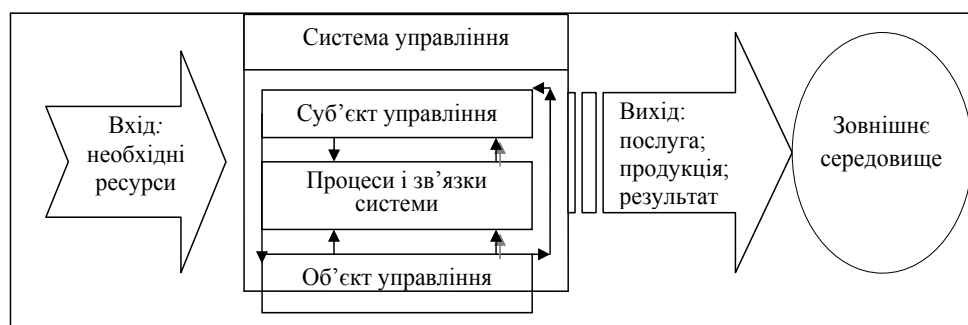 Система управління
Вхід:
необхідні
ресурси
Суб’єкт управління
Процеси і зв’язки
системи
Об’єкт управління
Вихід:
послуга;
продукція;
результат
Зовнішнє
середовище